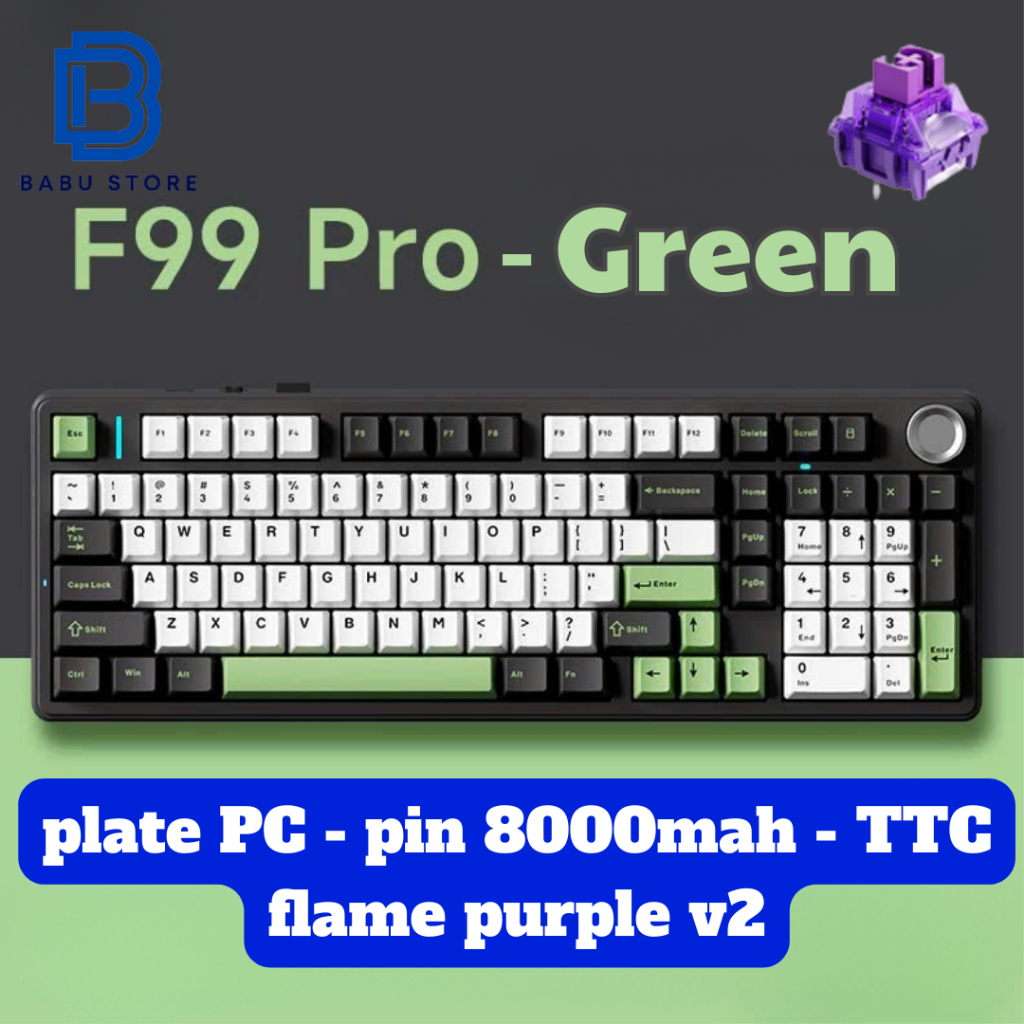 BABU STORE
F99 Pro - Green
Esc F1 F2 F3 F4 F5 F6 F7 F8 F9 F10 F11 F12 Delete Scroll
~ ` ! 1 @ 2 # 3 $ 4 % 5 ^ 6 & 7 * 8 ( 9 ) 0 — - + = ← Backspace Home Lock ÷ × −
Tab Q W E R T Y U I O P { [ } ] | \ PgUp 7 Home 8 ↑ 9 PgUp +
Caps Lock A S D F G H J K L : ; " ' Enter PgDn 4 ← 5 6 →
Shift Z X C V B N M < , > . ? / Shift ↑ 1 End 2 ↓ 3 PgDn Enter
Ctrl Win Alt Alt Fn ← ↓ → 0 Ins . Del
plate PC - pin 8000mah - TTC
flame purple v2